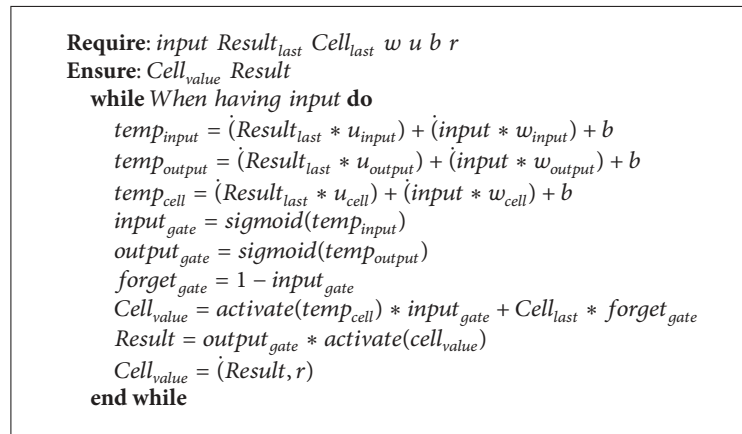 Require: input Result_last Cell_last w u b r
Ensure: Cell_value Result
while When having input do
temp_input = (̇Result_last * u_input) + (̇input * w_input) + b
temp_output = (̇Result_last * u_output) + (̇input * w_output) + b
temp_cell = (̇Result_last * u_cell) + (̇input * w_cell) + b
input_gate = sigmoid(temp_input)
output_gate = sigmoid(temp_output)
forget_gate = 1 − input_gate
Cell_value = activate(temp_cell) * input_gate + Cell_last * forget_gate
Result = output_gate * activate(cell_value)
Cell_value = (̇Result, r)
end while